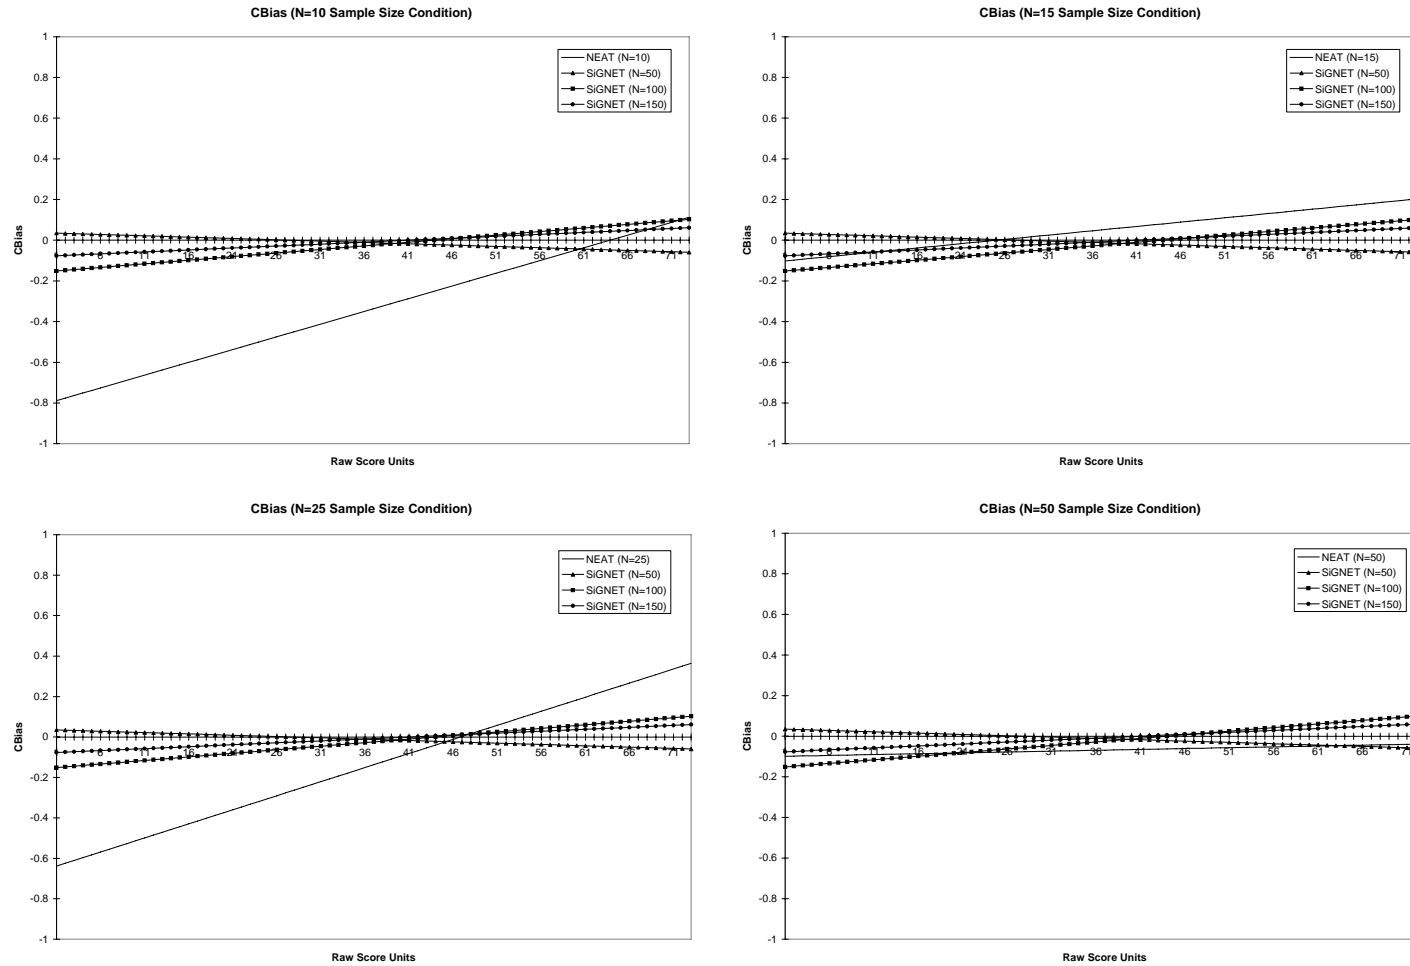 CBias (N=10 Sample Size Condition)
1
0.8
0.6
0.4
0.2
0
-0.2
-0.4
-0.6
-0.8
-1
CBias
NEAT (N=10)
SiGNET (N=50)
SiGNET (N=100)
SiGNET (N=150)
6 11 16 24 26 31 36 41 46 51 56 61 66 71
Raw Score Units
CBias (N=15 Sample Size Condition)
1
0.8
0.6
0.4
0.2
0
-0.2
-0.4
-0.6
-0.8
-1
CBias
NEAT (N=15)
SiGNET (N=50)
SiGNET (N=100)
SiGNET (N=150)
6 11 16 24 26 31 36 41 46 51 56 61 66 71
Raw Score Units
CBias (N=25 Sample Size Condition)
1
0.8
0.6
0.4
0.2
0
-0.2
-0.4
-0.6
-0.8
-1
CBias
NEAT (N=25)
SiGNET (N=50)
SiGNET (N=100)
SiGNET (N=150)
6 11 16 26 31 36 41 46 51 56 61 66 71
Raw Score Units
CBias (N=50 Sample Size Condition)
1
0.8
0.6
0.4
0.2
0
-0.2
-0.4
-0.6
-0.8
-1
CBias
NEAT (N=50)
SiGNET (N=50)
SiGNET (N=100)
SiGNET (N=150)
6 11 16 26 31 36 41 46 51 56 61 66 71
Raw Score Units